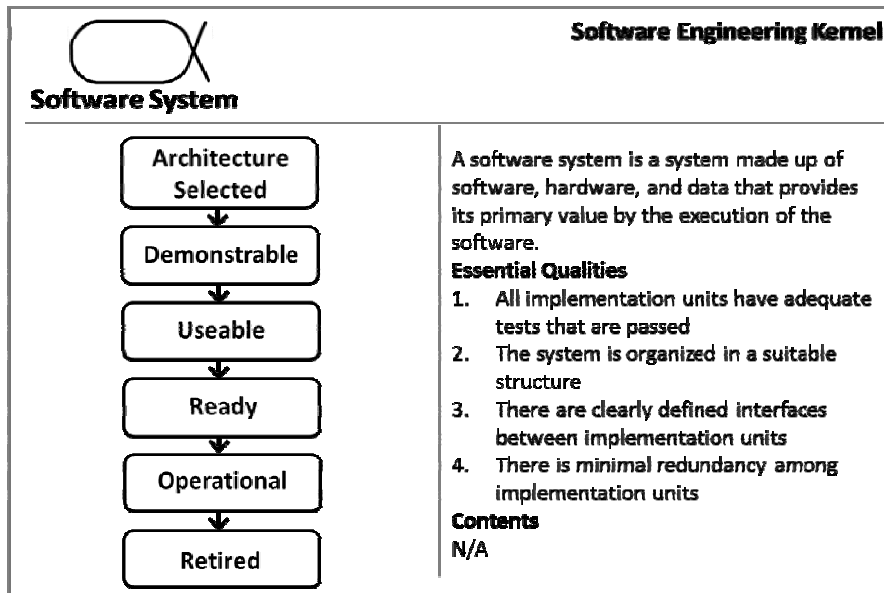 Software Engineering Kernel
Software System
Architecture
Selected
Demonstrable
Useable
Ready
Operational
Retired
A software system is a system made up of
software, hardware, and data that provides
its primary value by the execution of the
software.
Essential Qualities
1. All implementation units have adequate
tests that are passed
2. The system is organized in a suitable
structure
3. There are clearly defined interfaces
between implementation units
4. There is minimal redundancy among
implementation units
Contents
N/A